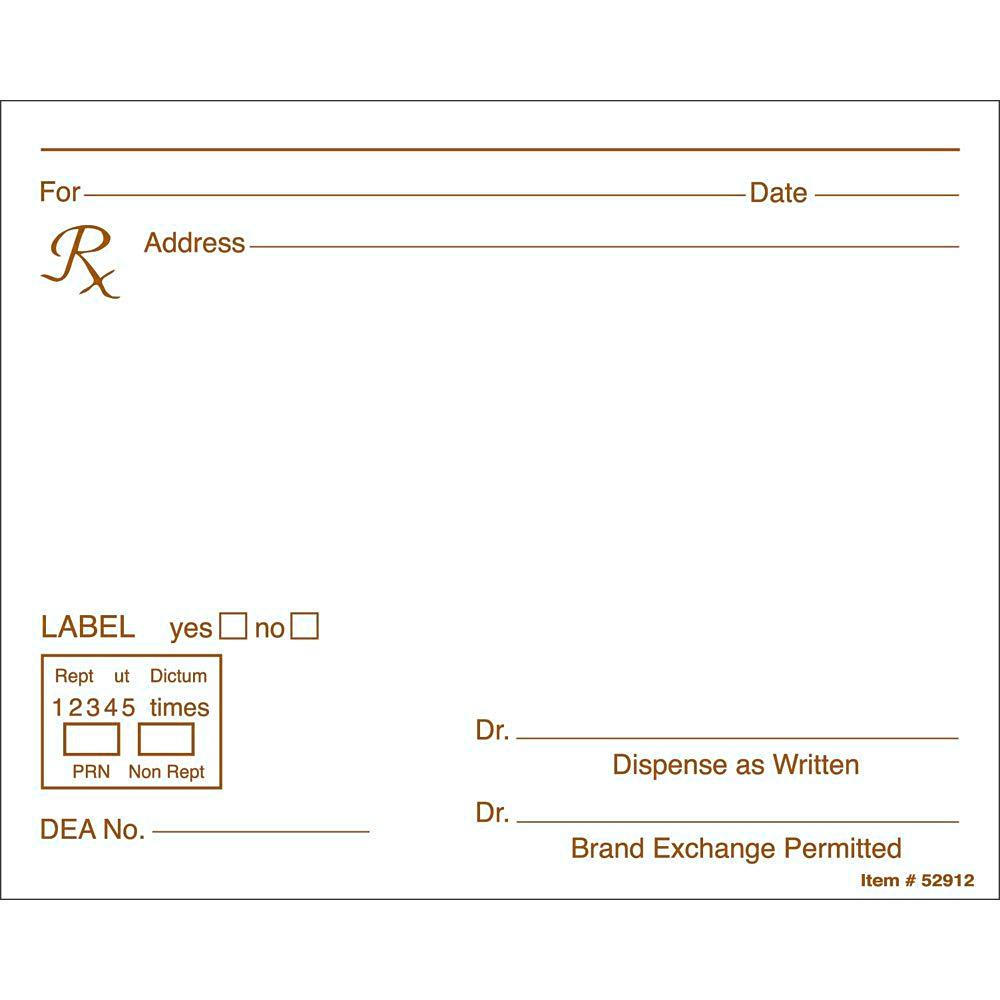 For Date
Rx Address
LABEL yes no
Rept ut Dictum
1 2 3 4 5 times
PRN Non Rept
Dr.
Dispense as Written
DEA No.
Dr.
Brand Exchange Permitted
Item # 52912